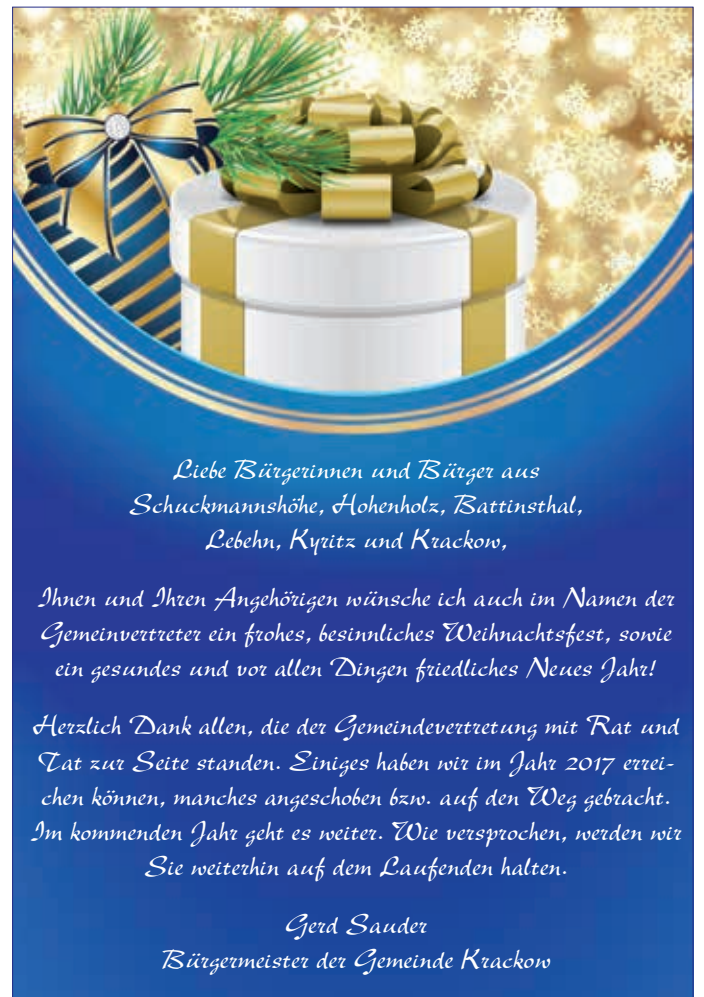 Liebe Bürgerinnen und Bürger aus
Schuckmannshöhe, Hohenholz, Battinsthal,
Lebehn, Kyritz und Krackow,
Ihnen und Ihren Angehörigen wünsche ich auch im Namen der
Gemeinvertreter ein frohes, besinnliches Weihnachtsfest, sowie
ein gesundes und vor allen Dingen friedliches Neues Jahr!
Herzlich Dank allen, die der Gemeindevertretung mit Rat und
Tat zur Seite standen. Einiges haben wir im Jahr 2017 errei-
chen können, manches angeschoben bzw. auf den Weg gebracht.
Im kommenden Jahr geht es weiter. Wie versprochen, werden wir
Sie weiterhin auf dem Laufenden halten.
Gerd Sauder
Bürgermeister der Gemeinde Krackow